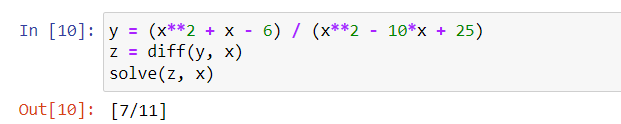 In [10]: y = (x**2 + x - 6) / (x**2 - 10*x + 25)
z = diff(y, x)
solve(z, x)
Out[10]: [7/11]